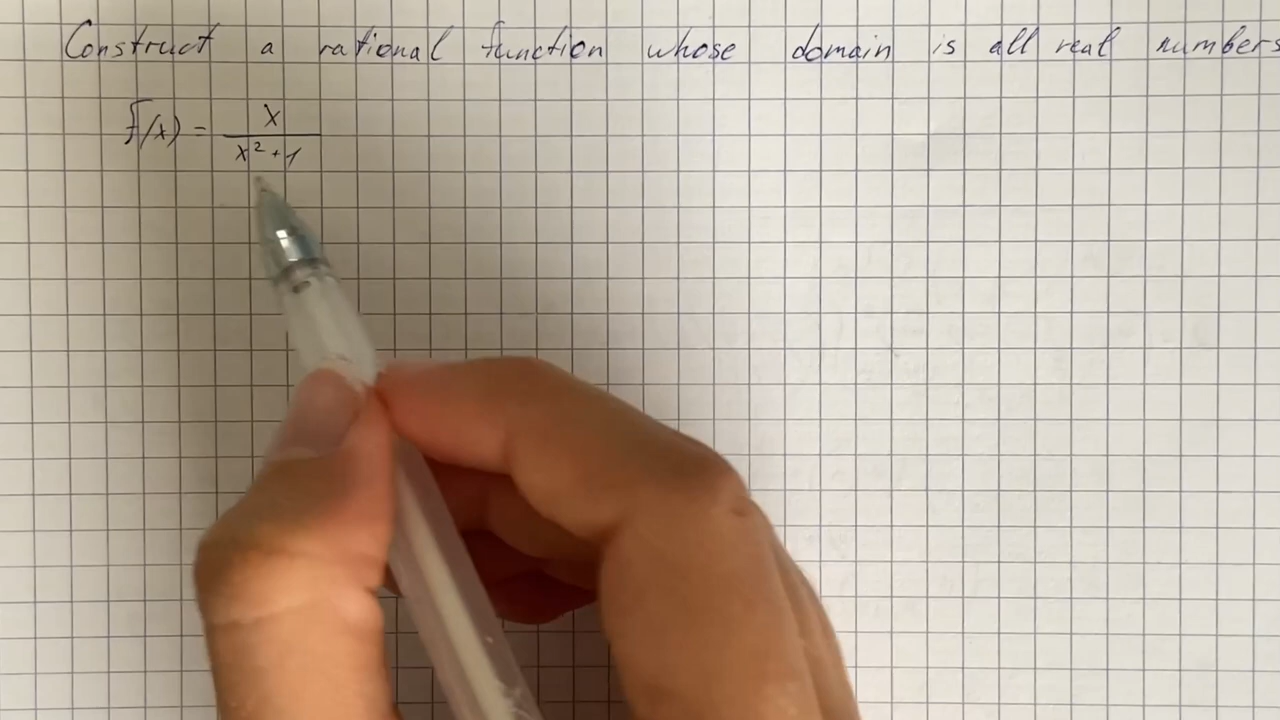 Construct a rational function whose domain is all real numbers
f(x) = x / (x² + 1)